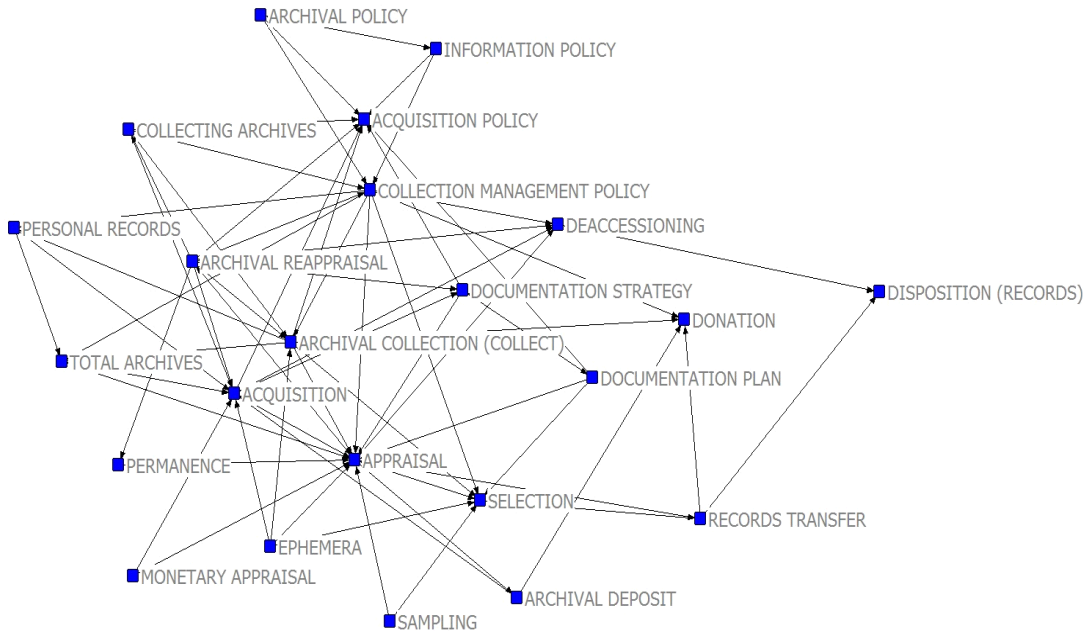 ARCHIVAL POLICY
INFORMATION POLICY
ACQUISITION POLICY
COLLECTING ARCHIVES
COLLECTION MANAGEMENT POLICY
DEACCESSIONING
PERSONAL RECORDS
ARCHIVAL REAPPRAISAL
DOCUMENTATION STRATEGY
DISPOSITION (RECORDS)
DONATION
ARCHIVAL COLLECTION (COLLECT)
TOTAL ARCHIVES
DOCUMENTATION PLAN
ACQUISITION
APPRAISAL
PERMANENCE
SELECTION
RECORDS TRANSFER
EPHEMERA
MONETARY APPRAISAL
ARCHIVAL DEPOSIT
SAMPLING